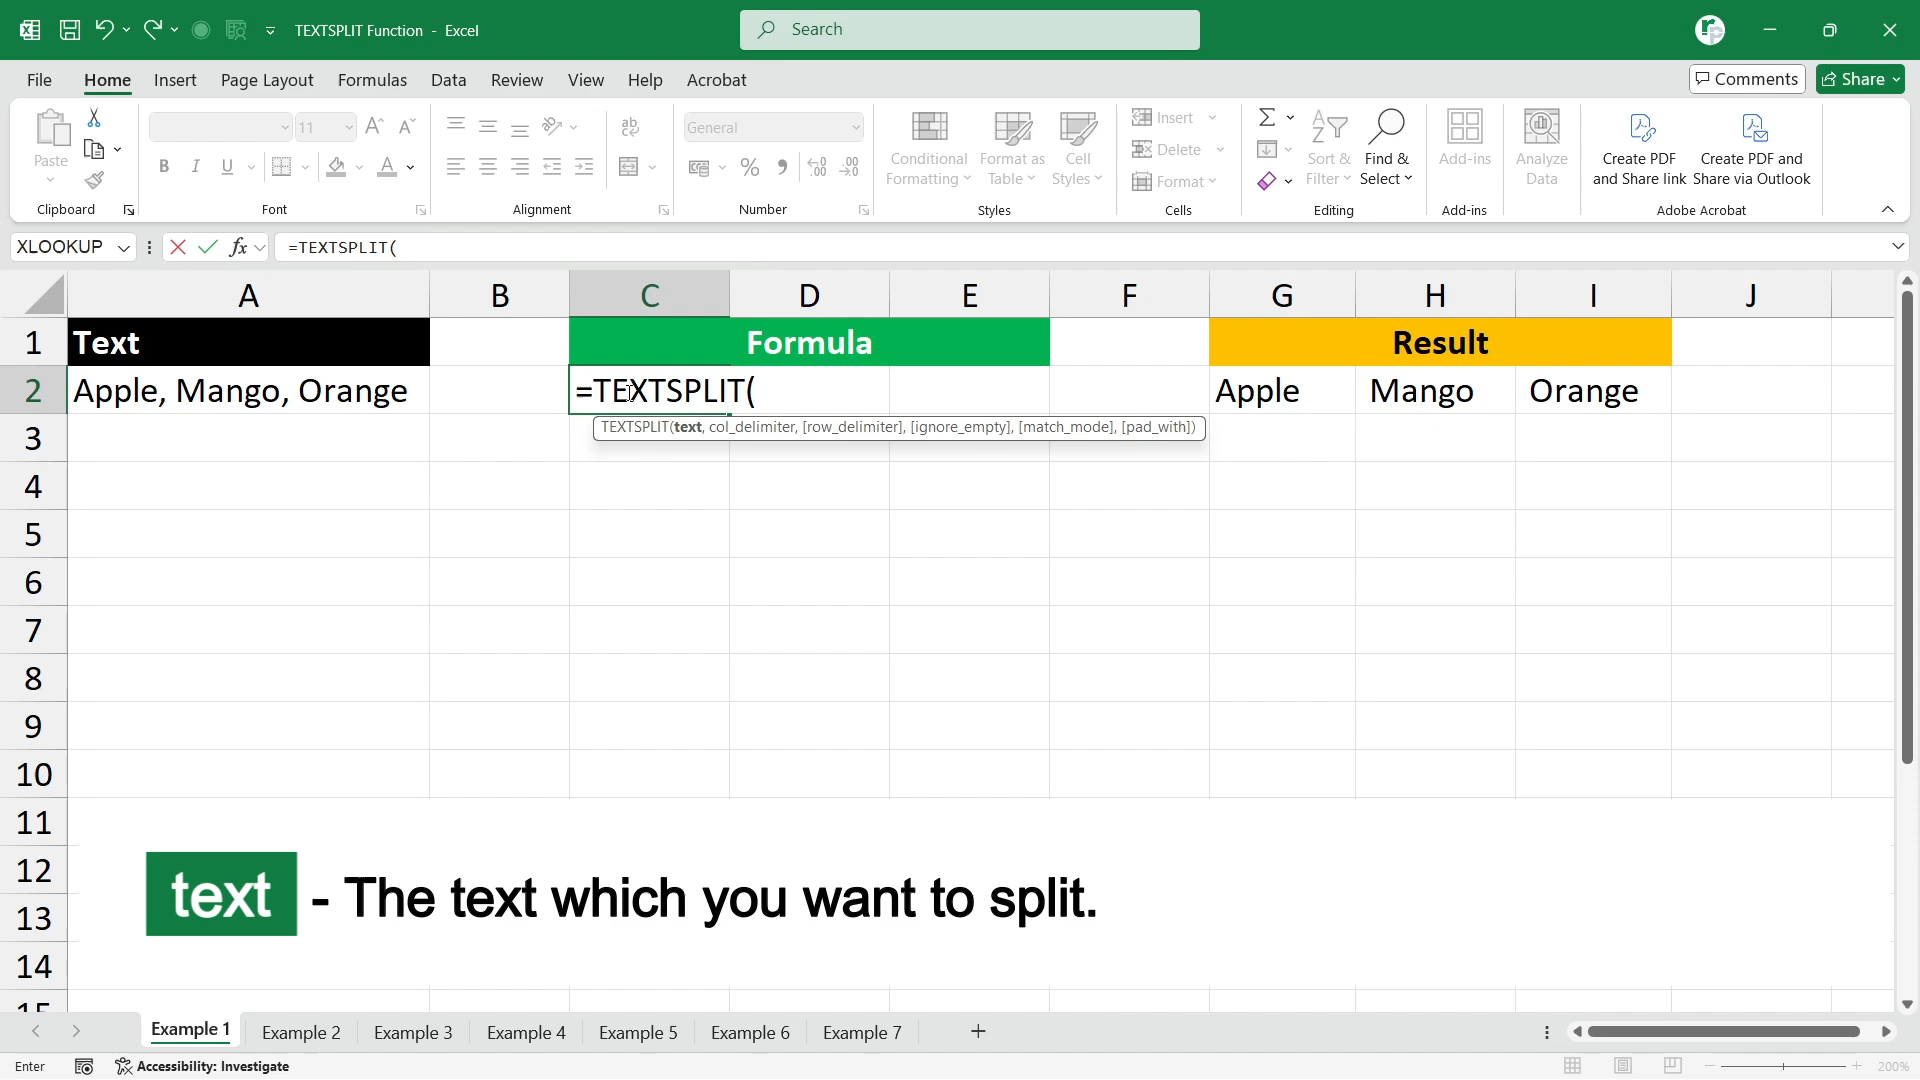 TEXTSPLIT Function - Excel
Search
File Home Insert Page Layout Formulas Data Review View Help Acrobat
Comments Share
Paste
11
General
Conditional Formatting
Format as Table
Cell Styles
Insert
Delete
Format
Sort & Filter
Find & Select
Add-ins
Analyze Data
Create PDF and Share link
Create PDF and Share via Outlook
Clipboard Font Alignment Number Styles Cells Editing Add-ins Adobe Acrobat
XLOOKUP fx =TEXTSPLIT(
A B C D E F G H I J
1 Text Formula Result
2 Apple, Mango, Orange =TEXTSPLIT( Apple Mango Orange
TEXTSPLIT(text, col_delimiter, [row_delimiter], [ignore_empty], [match_mode], [pad_with])
3
4
5
6
7
8
9
10
11
12
text - The text which you want to split.
13
14
15
Example 1 Example 2 Example 3 Example 4 Example 5 Example 6 Example 7
Enter Accessibility: Investigate 200%